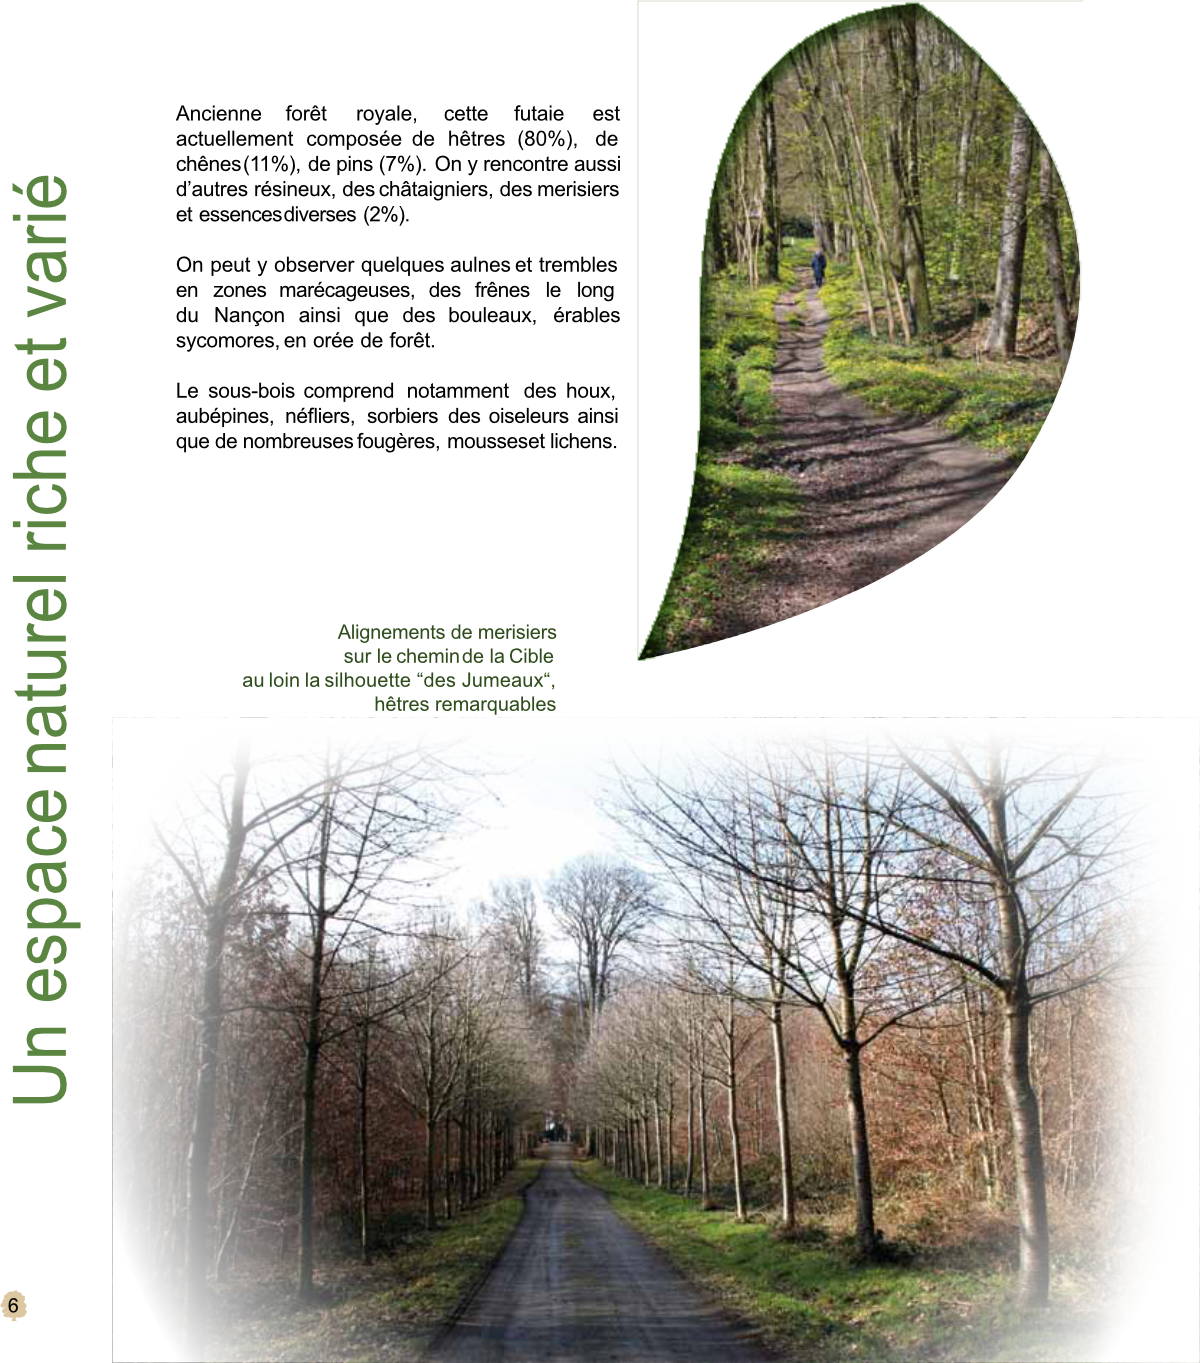 Un espace naturel riche et varié
Ancienne forêt royale, cette futaie est
actuellement composée de hêtres (80%), de
chênes (11%), de pins (7%). On y rencontre aussi
d’autres résineux, des châtaigniers, des merisiers
et essences diverses (2%).
On peut y observer quelques aulnes et trembles
en zones marécageuses, des frênes le long
du Nançon ainsi que des bouleaux, érables
sycomores, en orée de forêt.
Le sous-bois comprend notamment des houx,
aubépines, néfliers, sorbiers des oiseleurs ainsi
que de nombreuses fougères, mousseset lichens.
Alignements de merisiers
sur le chemin de la Cible
au loin la silhouette “des Jumeaux“,
hêtres remarquables
6